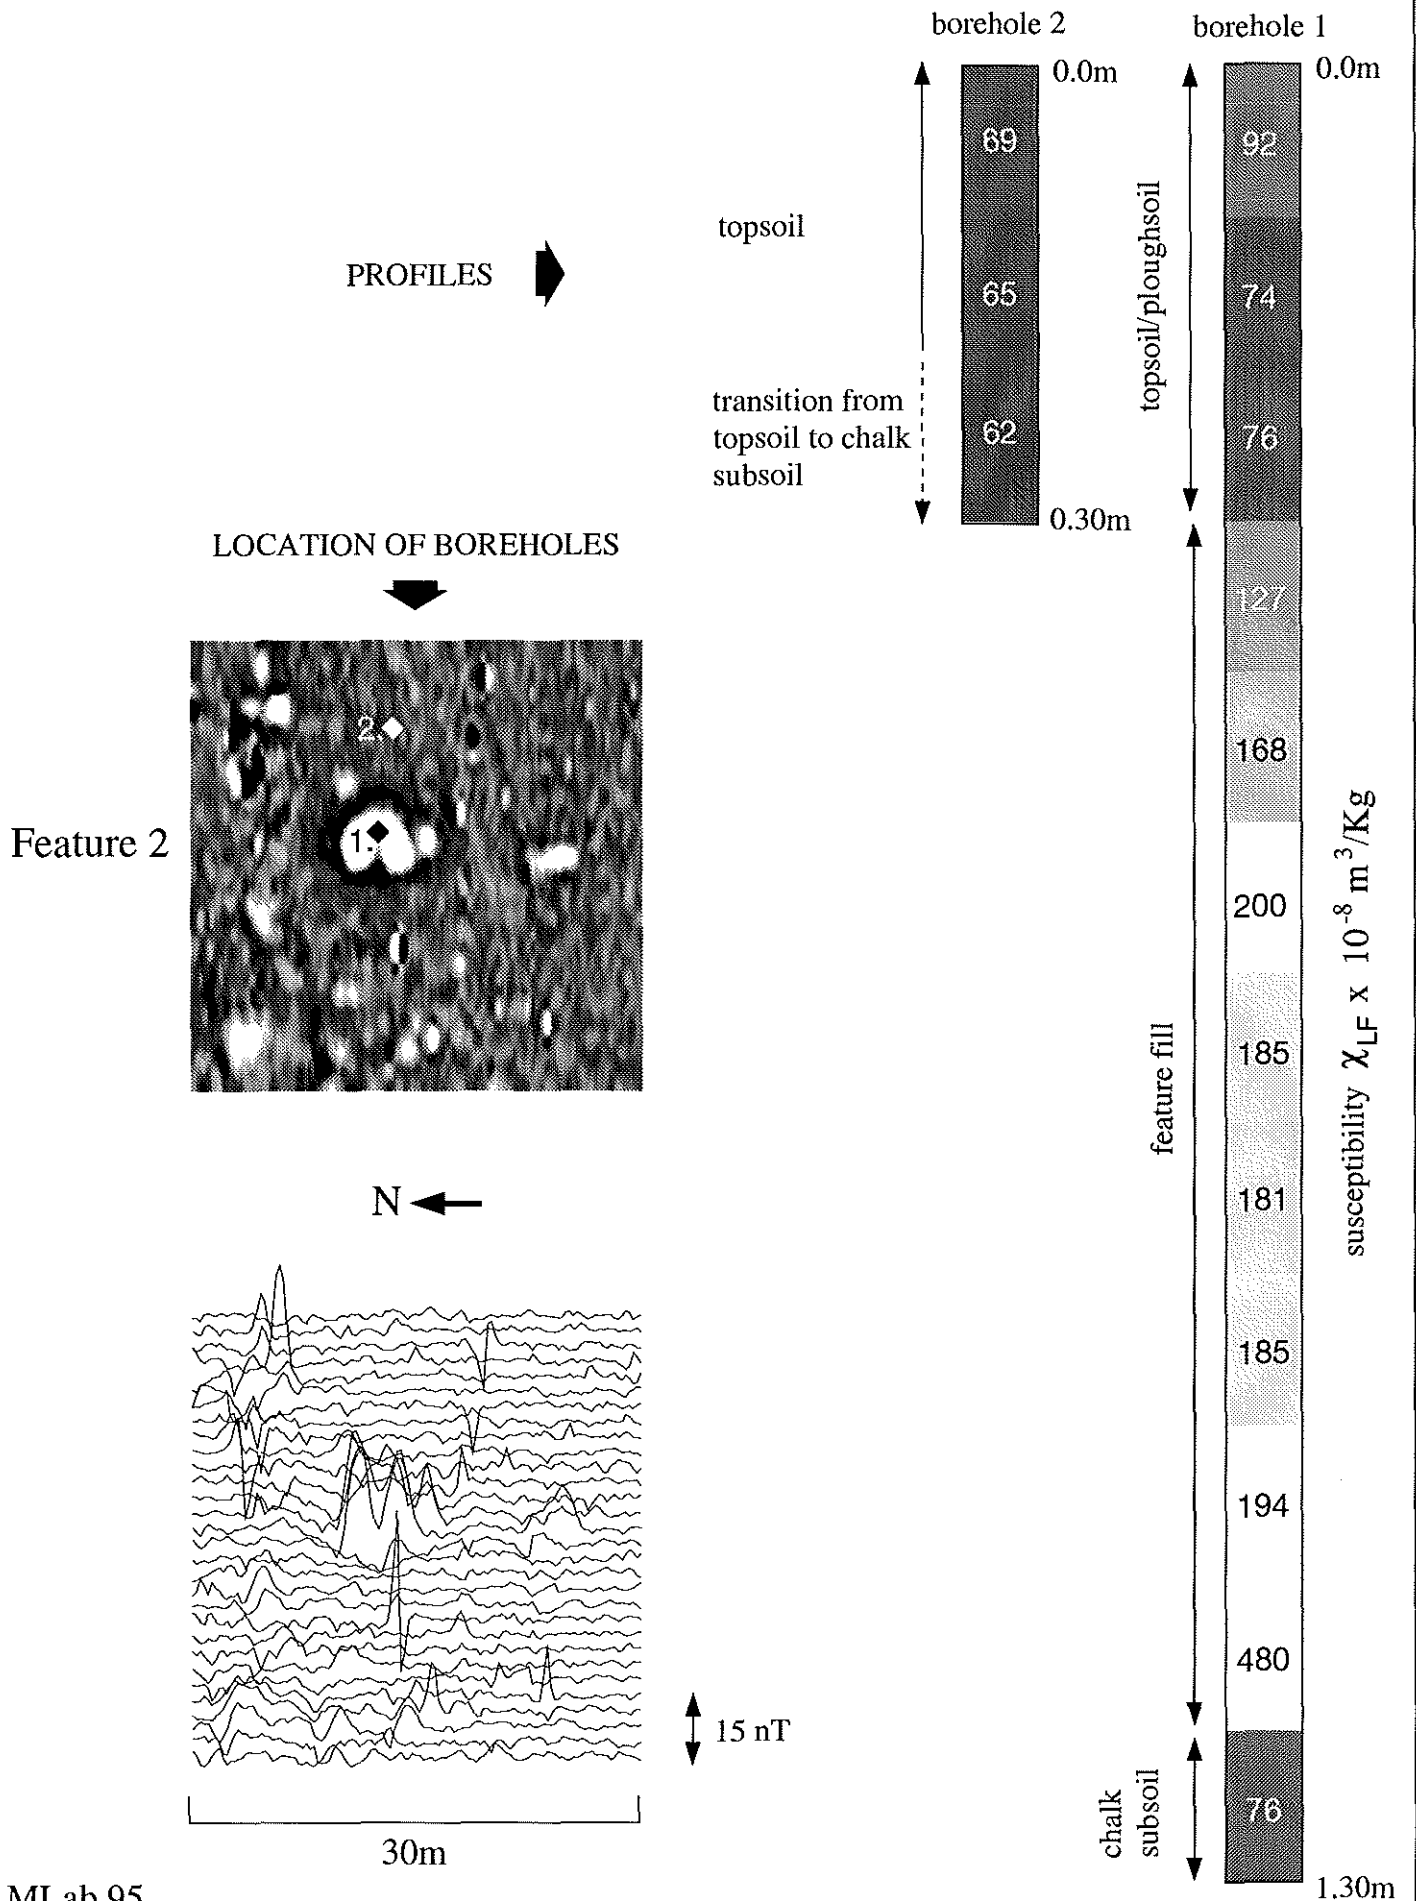 borehole 2
borehole 1
0.0m
0.0m
69
92
topsoil
65
74
topsoil/ploughsoil
PROFILES
transition from
topsoil to chalk
subsoil
62
76
0.30m
LOCATION OF BOREHOLES
127
168
2.
Feature 2
1.
200
185
181
185
194
480
feature fill
susceptibility χLF x 10⁻⁸ m³/Kg
N
15 nT
chalk
subsoil
76
30m
1.30m
MLab 95